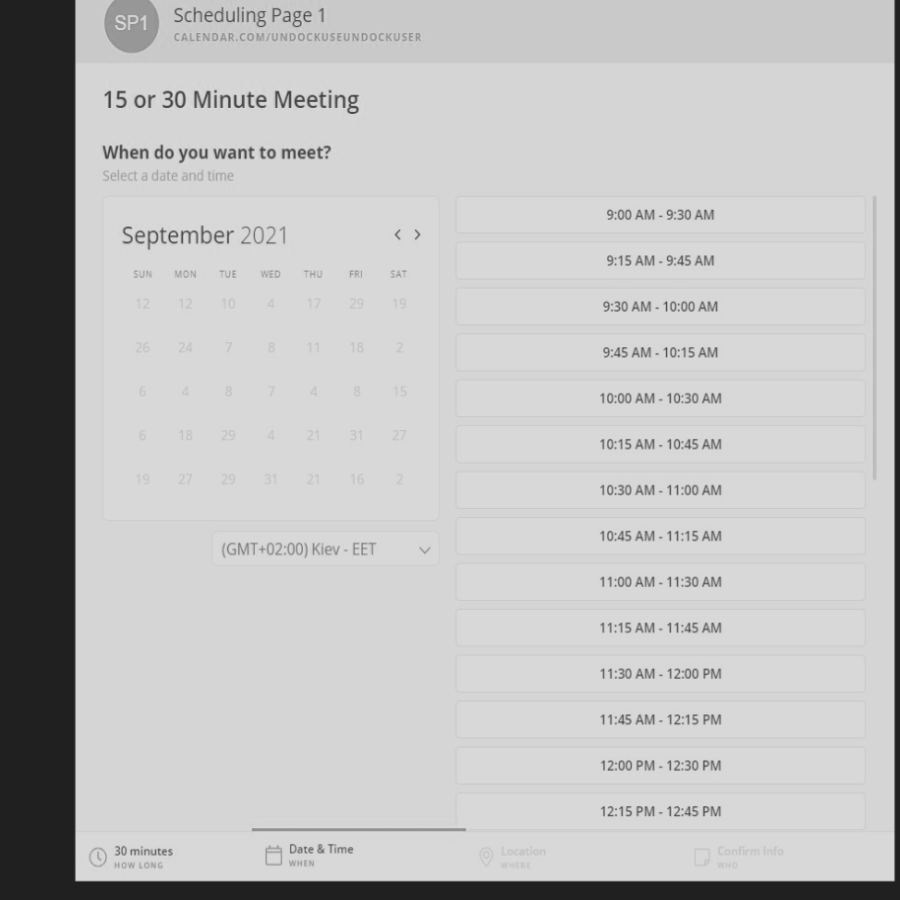 SP1
Scheduling Page 1
CALENDAR.COM/UNDOCKUSEUNDOCKUSER
15 or 30 Minute Meeting
When do you want to meet?
Select a date and time
September 2021
SUN MON TUE WED THU FRI SAT
12 12 10 4 17 29 19
26 24 7 8 11 18 2
6 4 8 7 4 8 15
6 18 29 4 21 31 27
19 27 29 31 21 16 2
(GMT+02:00) Kiev - EET
9:00 AM - 9:30 AM
9:15 AM - 9:45 AM
9:30 AM - 10:00 AM
9:45 AM - 10:15 AM
10:00 AM - 10:30 AM
10:15 AM - 10:45 AM
10:30 AM - 11:00 AM
10:45 AM - 11:15 AM
11:00 AM - 11:30 AM
11:15 AM - 11:45 AM
11:30 AM - 12:00 PM
11:45 AM - 12:15 PM
12:00 PM - 12:30 PM
12:15 PM - 12:45 PM
30 minutes
HOW LONG
Date & Time
WHEN
Location
WHERE
Confirm Info
WHO